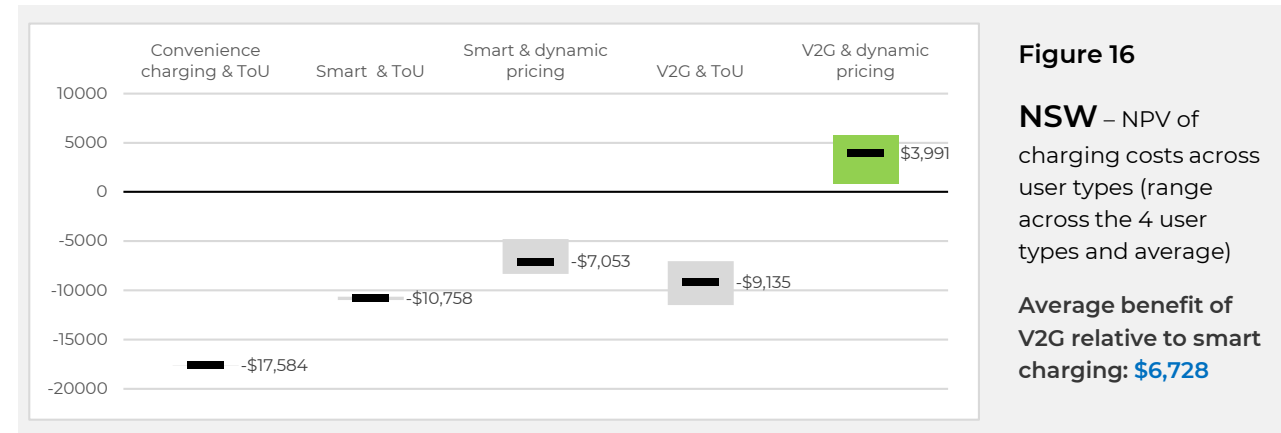 Convenience
charging & ToU
Smart & ToU
Smart & dynamic
pricing
V2G & ToU
V2G & dynamic
pricing
10000
5000
0
-5000
-10000
-15000
-20000
-$17,584
-$10,758
-$7,053
-$9,135
$3,991
Figure 16
NSW – NPV of
charging costs across
user types (range
across the 4 user
types and average)
Average benefit of
V2G relative to smart
charging: $6,728